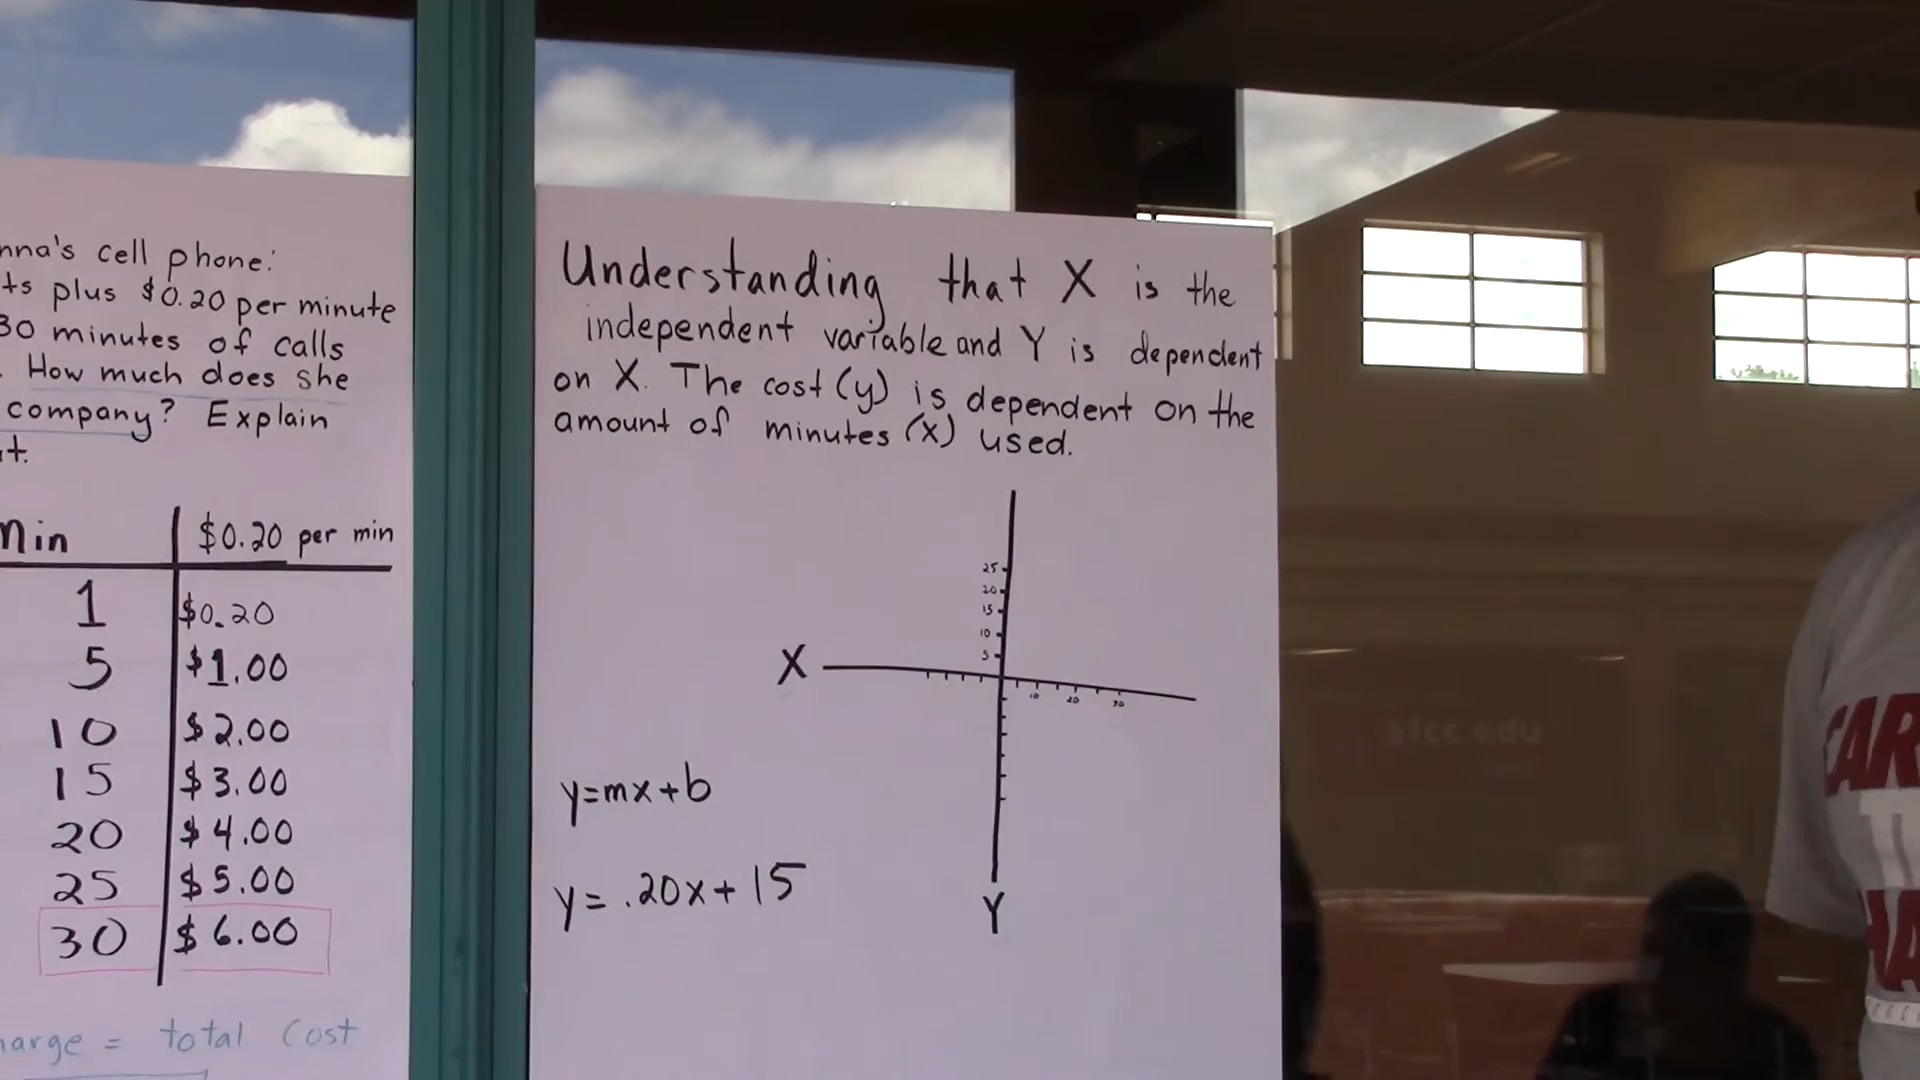 cell phone:
plus $0.20 per minute
30 minutes of calls
How much does she
company? Explain
Min $0.20 per min
1 $0.20
5 $1.00
10 $2.00
15 $3.00
20 $4.00
25 $5.00
30 $6.00
= total cost
Understanding that X is the
independent variable and Y is dependent
on X. The cost (y) is dependent on the
amount of minutes (x) used.
25
20
15
10
5
X
10 20 30
y=mx+b
y=.20x+15
Y
sfcc.edu